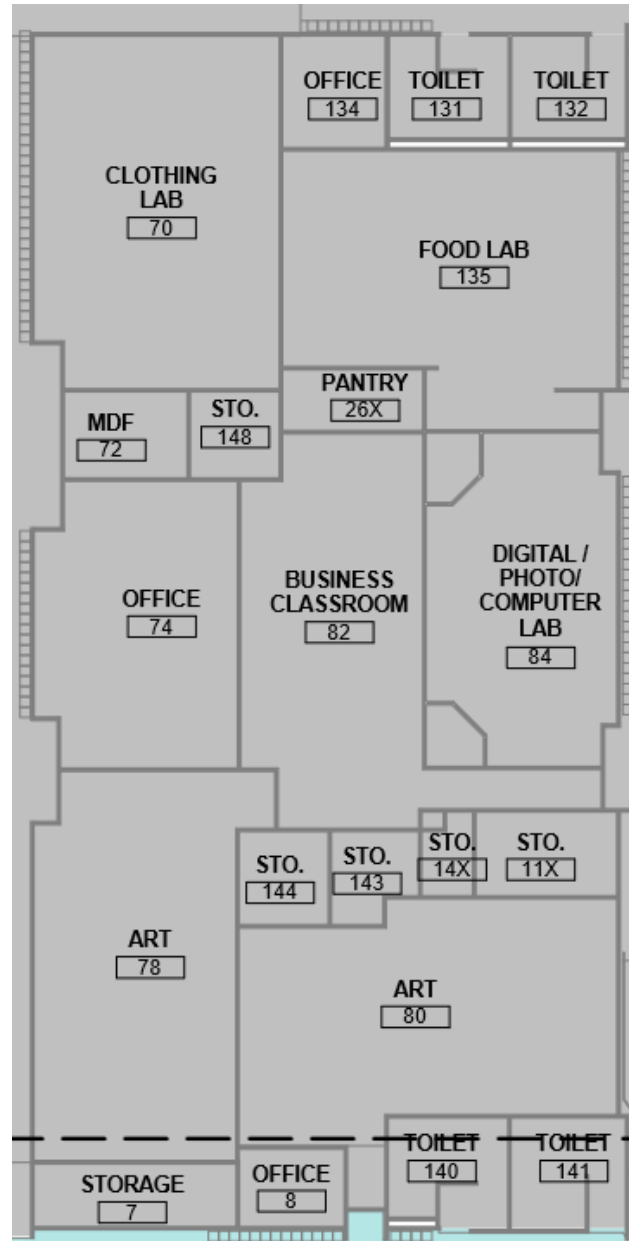 OFFICE
134
TOILET
131
TOILET
132
CLOTHING
LAB
70
FOOD LAB
135
PANTRY
26X
MDF
72
STO.
148
OFFICE
74
BUSINESS
CLASSROOM
82
DIGITAL /
PHOTO/
COMPUTER
LAB
84
STO.
144
STO.
143
STO.
14X
STO.
11X
ART
78
ART
80
TOILET
140
TOILET
141
STORAGE
7
OFFICE
8